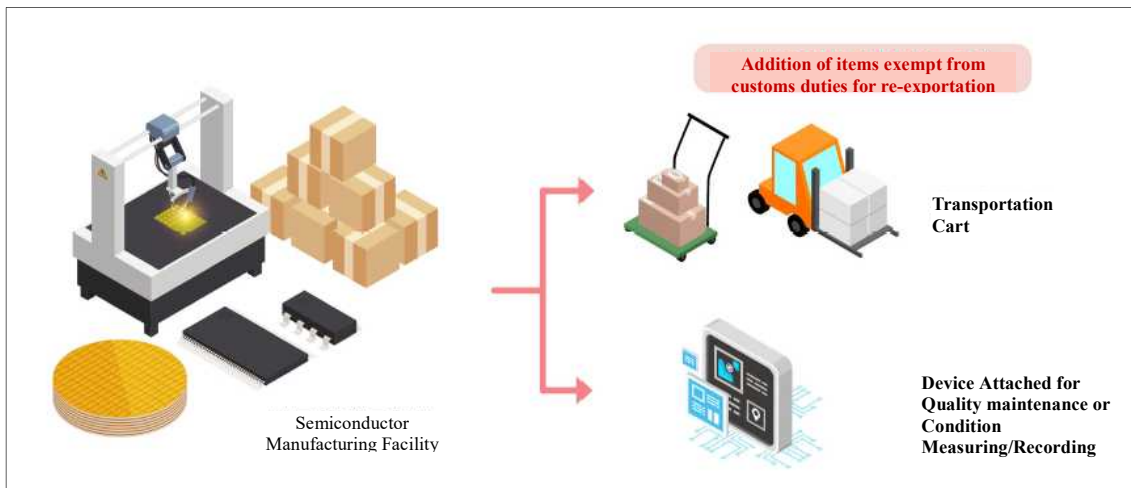 Addition of items exempt from
customs duties for re-exportation
Transportation
Cart
Device Attached for
Quality maintenance or
Condition
Measuring/Recording
Semiconductor
Manufacturing Facility